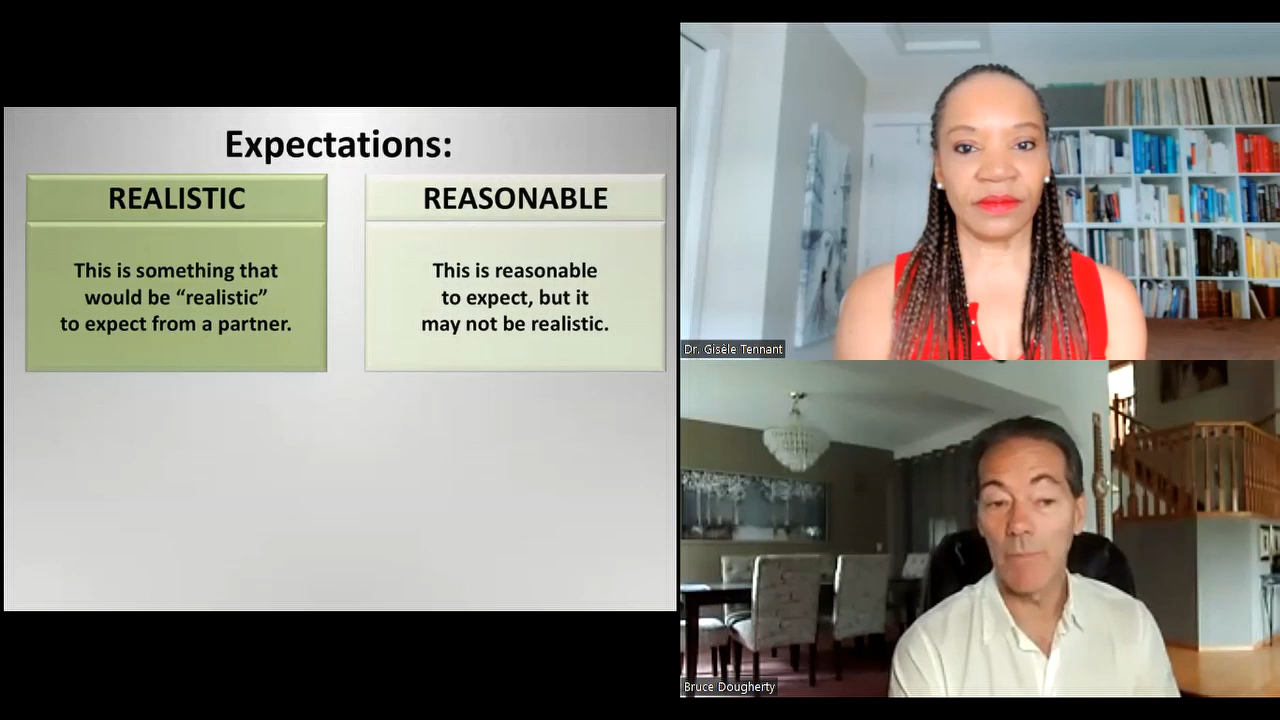 Expectations:
REALISTIC
This is something that
would be “realistic”
to expect from a partner.
REASONABLE
This is reasonable
to expect, but it
may not be realistic.
Dr. Gisèle Tennant
Bruce Dougherty